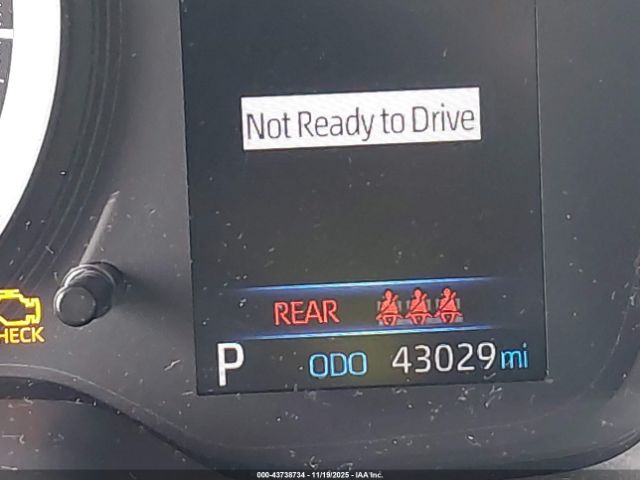 Not Ready to Drive
REAR
CHECK
P ODO 43029 mi
000-43738734 - 11/19/2025 - IAA Inc.